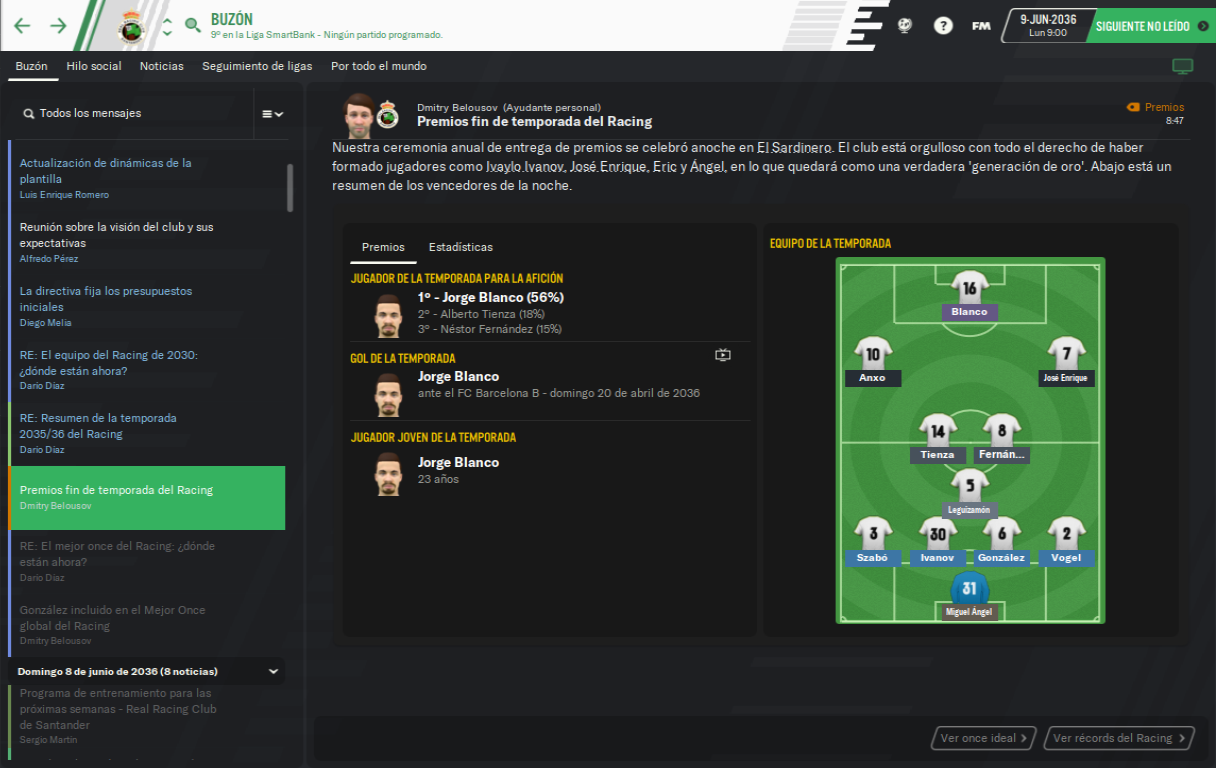 BUZÓN
9º en la Liga SmartBank - Ningún partido programado.
?
FM
9-JUN-2036
Lun 9:00
SIGUIENTE NO LEÍDO
Buzón
Hilo social
Noticias
Seguimiento de ligas
Por todo el mundo
Todos los mensajes
Actualización de dinámicas de la
plantilla
Luis Enrique Romero
Reunión sobre la visión del club y sus
expectativas
Alfredo Pérez
La directiva fija los presupuestos
iniciales
Diego Melia
RE: El equipo del Racing de 2030:
¿dónde están ahora?
Darío Díaz
RE: Resumen de la temporada
2035/36 del Racing
Darío Díaz
Premios fin de temporada del Racing
Dmitry Belousov
RE: El mejor once del Racing: ¿dónde
están ahora?
Darío Díaz
González incluido en el Mejor Once
global del Racing
Dmitry Belousov
Domingo 8 de junio de 2036 (8 noticias)
Programa de entrenamiento para las
próximas semanas - Real Racing Club
de Santander
Sergio Martín
Dmitry Belousov (Ayudante personal)
Premios fin de temporada del Racing
Premios
8:47
Nuestra ceremonia anual de entrega de premios se celebró anoche en El Sardinero. El club está orgulloso con todo el derecho de haber
formado jugadores como Ivaylo Ivanov, José Enrique, Eric y Ángel, en lo que quedará como una verdadera 'generación de oro'. Abajo está un
resumen de los vencedores de la noche.
Premios
Estadísticas
JUGADOR DE LA TEMPORADA PARA LA AFICIÓN
1º - Jorge Blanco (56%)
2º - Alberto Tienza (18%)
3º - Néstor Fernández (15%)
GOL DE LA TEMPORADA
Jorge Blanco
ante el FC Barcelona B - domingo 20 de abril de 2036
JUGADOR JOVEN DE LA TEMPORADA
Jorge Blanco
23 años
EQUIPO DE LA TEMPORADA
16
Blanco
10
Anxo
7
José Enrique
14
Tienza
8
Fernán...
5
Leguizamón
3
Szabó
30
Ivanov
6
González
2
Vogel
31
Miguel Ángel
Ver once ideal
Ver récords del Racing